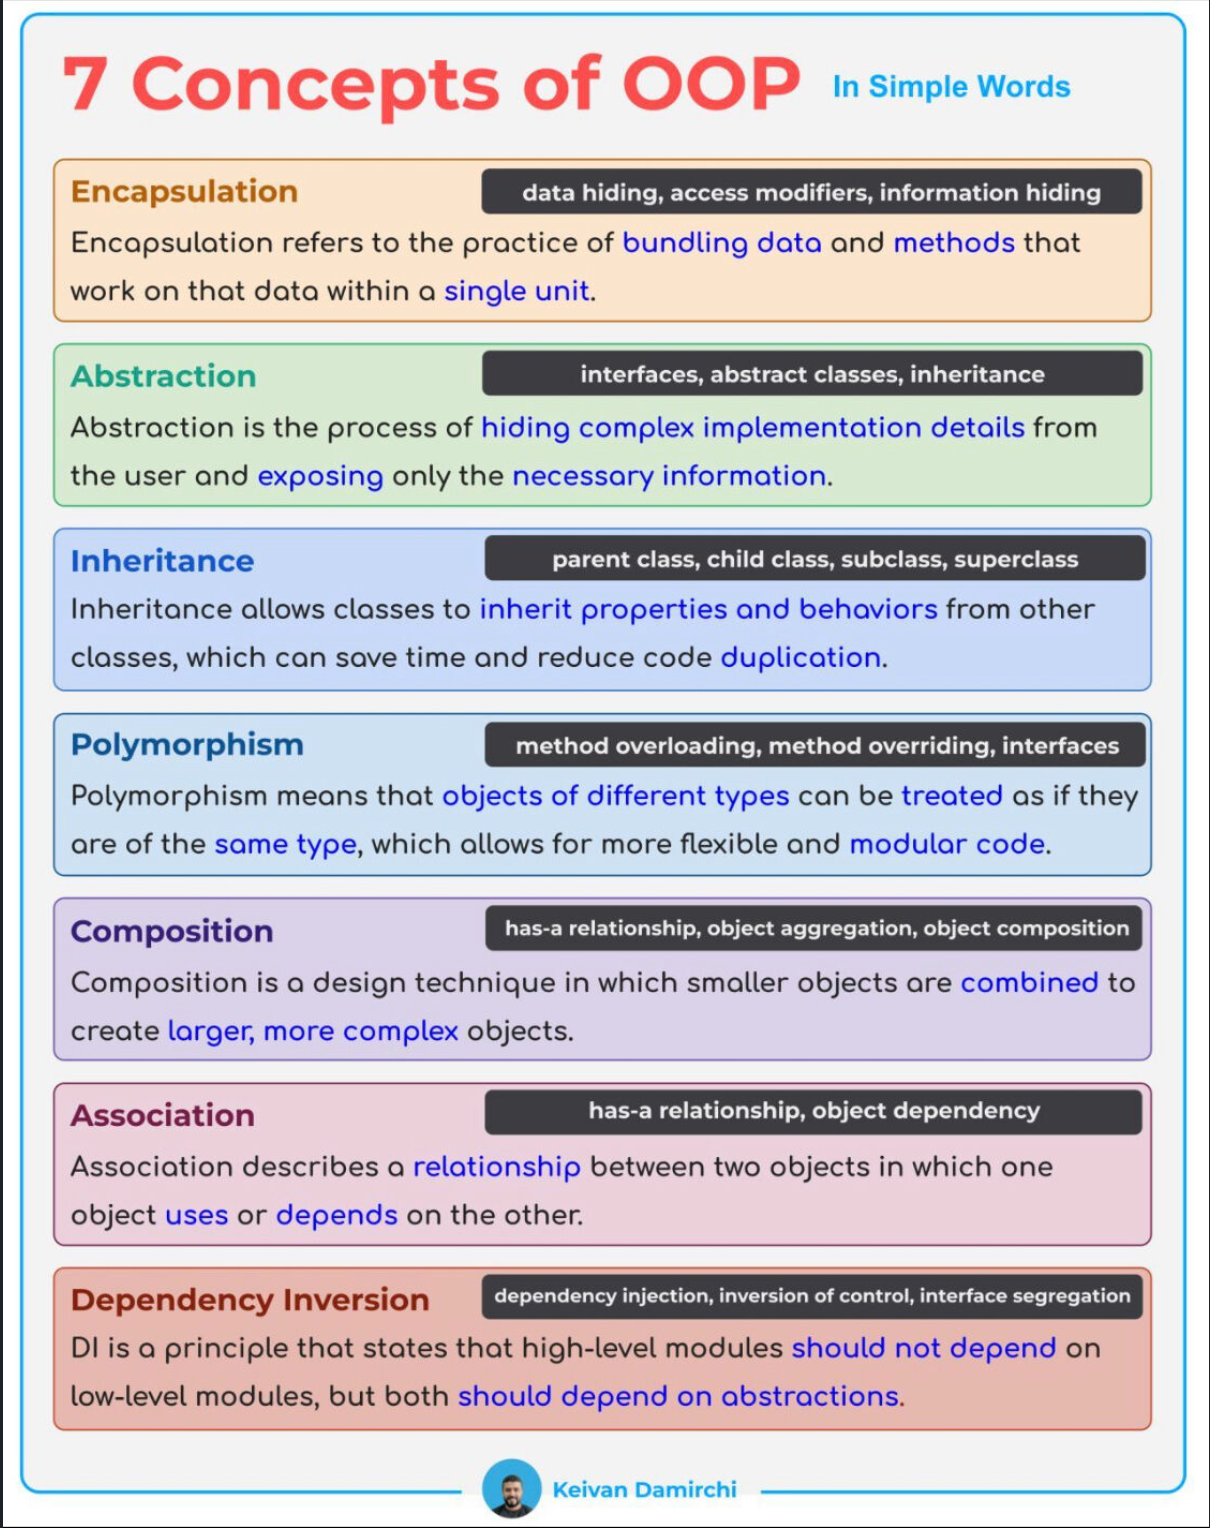 7 Concepts of OOP In Simple Words
Encapsulation
data hiding, access modifiers, information hiding
Encapsulation refers to the practice of bundling data and methods that
work on that data within a single unit.
Abstraction
interfaces, abstract classes, inheritance
Abstraction is the process of hiding complex implementation details from
the user and exposing only the necessary information.
Inheritance
parent class, child class, subclass, superclass
Inheritance allows classes to inherit properties and behaviors from other
classes, which can save time and reduce code duplication.
Polymorphism
method overloading, method overriding, interfaces
Polymorphism means that objects of different types can be treated as if they
are of the same type, which allows for more flexible and modular code.
Composition
has-a relationship, object aggregation, object composition
Composition is a design technique in which smaller objects are combined to
create larger, more complex objects.
Association
has-a relationship, object dependency
Association describes a relationship between two objects in which one
object uses or depends on the other.
Dependency Inversion
dependency injection, inversion of control, interface segregation
DI is a principle that states that high-level modules should not depend on
low-level modules, but both should depend on abstractions.
Keivan Damirchi